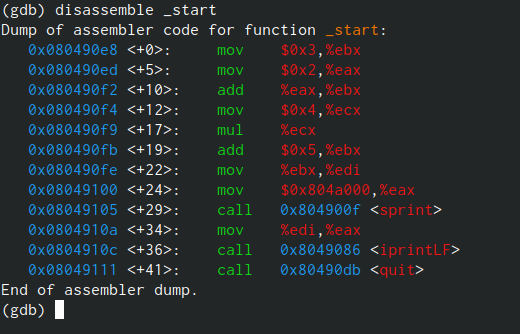 (gdb) disassemble _start
Dump of assembler code for function _start:
   0x080490e8 <+0>:     mov    $0x3,%ebx
   0x080490ed <+5>:     mov    $0x2,%eax
   0x080490f2 <+10>:    add    %eax,%ebx
   0x080490f4 <+12>:    mov    $0x4,%ecx
   0x080490f9 <+17>:    mul    %ecx
   0x080490fb <+19>:    add    $0x5,%ebx
   0x080490fe <+22>:    mov    %ebx,%edi
   0x08049100 <+24>:    mov    $0x804a000,%eax
   0x08049105 <+29>:    call   0x804900f <sprint>
   0x0804910a <+34>:    mov    %edi,%eax
   0x0804910c <+36>:    call   0x8049086 <iprintLF>
   0x08049111 <+41>:    call   0x80490db <quit>
End of assembler dump.
(gdb)